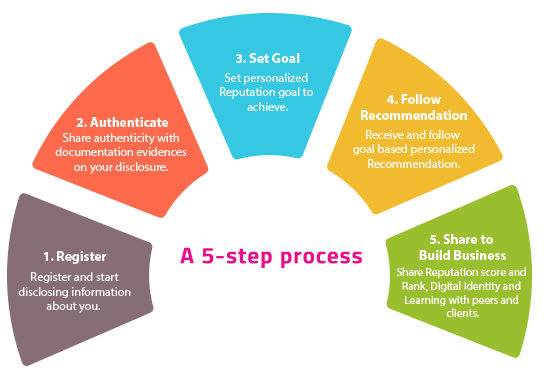 1. Register
Register and start
disclosing information
about you.
2. Authenticate
Share authenticity with
documentation evidences
on your disclosure.
3. Set Goal
Set personalized
Reputation goal to
achieve.
4. Follow
Recommendation
Receive and follow
goal based personalized
Recommendation.
5. Share to
Build Business
Share Reputation score and
Rank, Digital Identity and
Learning with peers and
clients.
A 5-step process